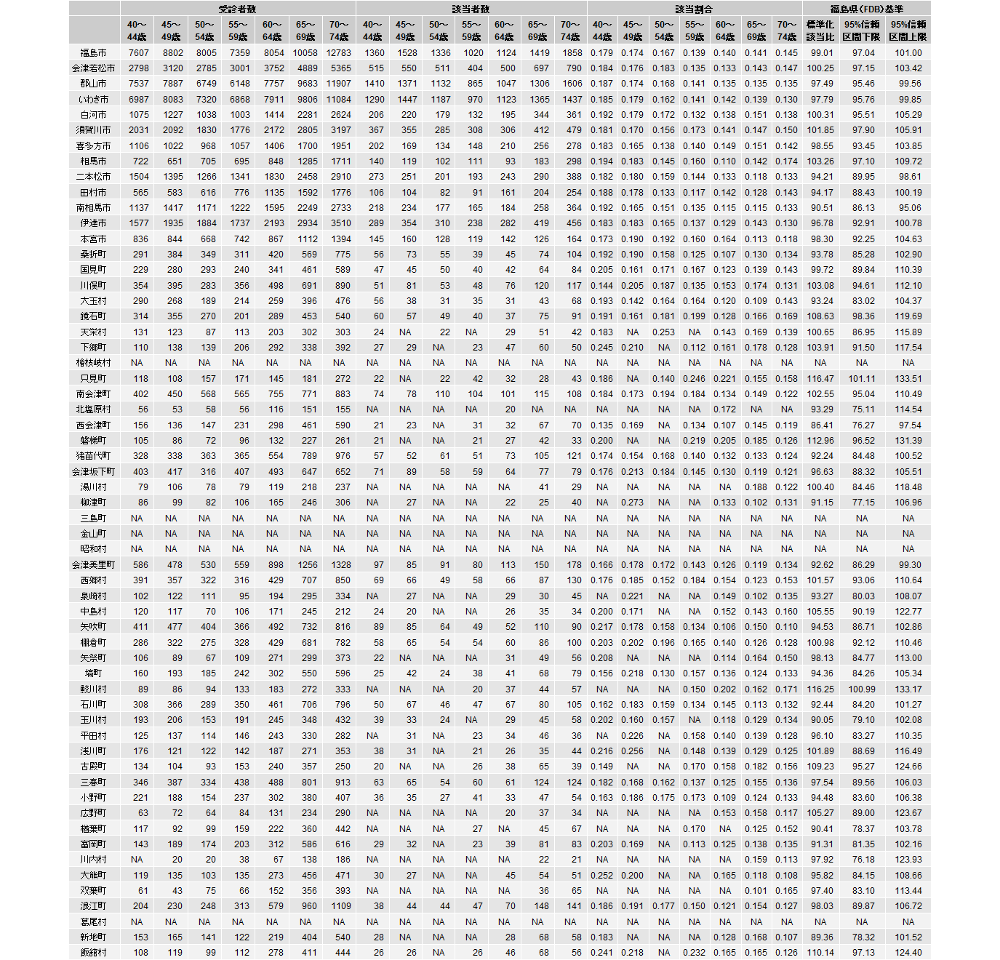 受診者数 該当者数 該当割合 福島県(FDB)基準
40～ 45～ 50～ 55～ 60～ 65～ 70～ 40～ 45～ 50～ 55～ 60～ 65～ 70～ 40～ 45～ 50～ 55～ 60～ 65～ 70～ 標準化 95%信頼 95%信頼
44歳 49歳 54歳 59歳 64歳 69歳 74歳 44歳 49歳 54歳 59歳 64歳 69歳 74歳 44歳 49歳 54歳 59歳 64歳 69歳 74歳 該当比 区間下限 区間上限
福島市 7607 8802 8005 7359 8054 10058 12783 1360 1528 1336 1020 1124 1419 1858 0.179 0.174 0.167 0.139 0.140 0.141 0.145 99.01 97.04 101.00
会津若松市 2798 3120 2785 3001 3752 4889 5365 515 550 511 404 500 697 790 0.184 0.176 0.183 0.135 0.133 0.143 0.147 100.25 97.15 103.42
郡山市 7537 7887 6749 6148 7757 9683 11907 1410 1371 1132 865 1047 1306 1606 0.187 0.174 0.168 0.141 0.135 0.135 0.135 97.49 95.46 99.56
いわき市 6987 8083 7320 6868 7911 9806 11084 1290 1447 1187 970 1123 1365 1437 0.185 0.179 0.162 0.141 0.142 0.139 0.130 97.79 95.76 99.85
白河市 1075 1227 1038 1003 1414 2281 2624 206 220 179 132 195 344 361 0.192 0.179 0.172 0.132 0.138 0.151 0.138 100.31 95.51 105.29
須賀川市 2031 2092 1830 1776 2172 2805 3197 367 355 285 308 306 412 479 0.181 0.170 0.156 0.173 0.141 0.147 0.150 101.85 97.90 105.91
喜多方市 1106 1022 968 1057 1406 1700 1951 202 169 134 148 210 256 278 0.183 0.165 0.138 0.140 0.149 0.151 0.142 98.55 93.45 103.85
相馬市 722 651 705 695 848 1285 1711 140 119 102 111 93 183 298 0.194 0.183 0.145 0.160 0.110 0.142 0.174 103.26 97.10 109.72
二本松市 1504 1395 1266 1341 1830 2458 2910 273 251 201 193 243 290 388 0.182 0.180 0.159 0.144 0.133 0.118 0.133 94.21 89.95 98.61
田村市 565 583 616 776 1135 1592 1776 106 104 82 91 161 204 254 0.188 0.178 0.133 0.117 0.142 0.128 0.143 94.17 88.43 100.19
南相馬市 1137 1417 1171 1222 1595 2249 2733 218 234 177 165 184 258 364 0.192 0.165 0.151 0.135 0.115 0.115 0.133 90.51 86.13 95.06
伊達市 1577 1935 1884 1737 2193 2934 3510 289 354 310 238 282 419 456 0.183 0.183 0.165 0.137 0.129 0.143 0.130 96.78 92.91 100.78
本宮市 836 844 668 742 867 1112 1394 145 160 128 119 142 126 164 0.173 0.190 0.192 0.160 0.164 0.113 0.118 98.30 92.25 104.63
桑折町 291 384 349 311 420 569 775 56 73 55 39 45 74 104 0.192 0.190 0.158 0.125 0.107 0.130 0.134 93.78 85.28 102.90
国見町 229 280 293 240 341 461 589 47 45 50 40 42 64 84 0.205 0.161 0.171 0.167 0.123 0.139 0.143 99.72 89.84 110.39
川俣町 354 395 283 356 498 691 890 51 81 53 48 76 120 117 0.144 0.205 0.187 0.135 0.153 0.174 0.131 103.08 94.61 112.10
大玉村 290 268 189 214 259 396 476 56 38 31 35 31 43 68 0.193 0.142 0.164 0.164 0.120 0.109 0.143 93.24 83.02 104.37
鏡石町 314 355 270 201 289 453 540 60 57 49 40 37 75 91 0.191 0.161 0.181 0.199 0.128 0.166 0.169 108.63 98.36 119.69
天栄村 131 123 87 113 203 302 303 24 NA 22 NA 29 51 42 0.183 NA 0.253 NA 0.143 0.169 0.139 100.65 86.95 115.89
下郷町 110 138 139 206 292 338 392 27 29 NA 23 47 60 50 0.245 0.210 NA 0.112 0.161 0.178 0.128 103.91 91.50 117.54
檜枝岐村 NA NA NA NA NA NA NA NA NA NA NA NA NA NA NA NA NA NA NA NA NA NA NA NA
只見町 118 108 157 171 145 181 272 22 NA 22 42 32 28 43 0.186 NA 0.140 0.246 0.221 0.155 0.158 116.47 101.11 133.51
南会津町 402 450 568 565 755 771 883 74 78 110 104 101 115 108 0.184 0.173 0.194 0.184 0.134 0.149 0.122 102.55 95.04 110.49
北塩原村 56 53 58 56 116 151 155 NA NA NA NA 20 NA NA NA NA NA NA 0.172 NA NA 93.29 75.11 114.54
西会津町 156 136 147 231 298 461 590 21 23 NA 31 32 67 70 0.135 0.169 NA 0.134 0.107 0.145 0.119 86.41 76.27 97.54
磐梯町 105 86 72 96 132 227 261 21 NA NA 21 27 42 33 0.200 NA NA 0.219 0.205 0.185 0.126 112.96 96.52 131.39
猪苗代町 328 338 363 365 554 789 976 57 52 61 51 73 105 121 0.174 0.154 0.168 0.140 0.132 0.133 0.124 92.24 84.48 100.52
会津坂下町 403 417 316 407 493 647 652 71 89 58 59 64 77 79 0.176 0.213 0.184 0.145 0.130 0.119 0.121 96.63 88.32 105.51
湯川村 79 106 78 79 119 218 237 NA NA NA NA NA 41 29 NA NA NA NA NA 0.188 0.122 100.40 84.46 118.48
柳津町 86 99 82 106 165 246 306 NA 27 NA NA 22 25 40 NA 0.273 NA NA 0.133 0.102 0.131 91.15 77.15 106.96
三島町 NA NA NA NA NA NA NA NA NA NA NA NA NA NA NA NA NA NA NA NA NA NA NA NA
金山町 NA NA NA NA NA NA NA NA NA NA NA NA NA NA NA NA NA NA NA NA NA NA NA NA
昭和村 NA NA NA NA NA NA NA NA NA NA NA NA NA NA NA NA NA NA NA NA NA NA NA NA
会津美里町 586 478 530 559 898 1256 1328 97 85 91 80 113 150 178 0.166 0.178 0.172 0.143 0.126 0.119 0.134 92.62 86.29 99.30
西郷村 391 357 322 316 429 707 850 69 66 49 58 66 87 130 0.176 0.185 0.152 0.184 0.154 0.123 0.153 101.57 93.06 110.64
泉崎村 102 122 111 95 194 295 334 NA 27 NA NA 29 30 45 NA 0.221 NA NA 0.149 0.102 0.135 93.27 80.03 108.07
中島村 120 117 70 106 171 245 212 24 20 NA NA 26 35 34 0.200 0.171 NA NA 0.152 0.143 0.160 105.55 90.19 122.77
矢吹町 411 477 404 366 492 732 816 89 85 64 49 52 110 90 0.217 0.178 0.158 0.134 0.106 0.150 0.110 94.53 86.71 102.86
棚倉町 286 322 275 328 429 681 782 58 65 54 54 60 86 100 0.203 0.202 0.196 0.165 0.140 0.126 0.128 100.98 92.12 110.46
矢祭町 106 89 67 109 271 299 373 22 NA NA NA 31 49 56 0.208 NA NA NA 0.114 0.164 0.150 98.13 84.77 113.00
塙町 160 193 185 242 302 550 596 25 42 24 38 41 68 79 0.156 0.218 0.130 0.157 0.136 0.124 0.133 94.36 84.26 105.34
鮫川村 89 86 94 133 183 272 333 NA NA NA 20 37 44 57 NA NA NA 0.150 0.202 0.162 0.171 116.25 100.99 133.17
石川町 308 366 289 350 461 706 796 50 67 46 47 67 80 105 0.162 0.183 0.159 0.134 0.145 0.113 0.132 92.44 84.20 101.27
玉川村 193 206 153 191 245 348 432 39 33 24 NA 29 45 58 0.202 0.160 0.157 NA 0.118 0.129 0.134 90.05 79.10 102.08
平田村 125 137 114 146 243 330 282 NA 31 NA 23 34 46 36 NA 0.226 NA 0.158 0.140 0.139 0.128 96.10 83.27 110.35
浅川町 176 121 122 142 187 271 353 38 31 NA 21 26 35 44 0.216 0.256 NA 0.148 0.139 0.129 0.125 101.89 88.69 116.49
古殿町 134 104 93 153 240 357 250 20 NA NA 26 38 65 39 0.149 NA NA 0.170 0.158 0.182 0.156 109.23 95.27 124.66
三春町 346 387 334 438 488 801 913 63 65 54 60 61 124 124 0.182 0.168 0.162 0.137 0.125 0.155 0.136 97.54 89.56 106.03
小野町 221 188 154 237 302 380 407 36 35 27 41 33 47 54 0.163 0.186 0.175 0.173 0.109 0.124 0.133 94.48 83.60 106.38
広野町 63 72 64 84 131 234 290 NA NA NA NA 20 37 34 NA NA NA NA 0.153 0.158 0.117 105.27 89.00 123.67
楢葉町 117 92 99 159 222 360 442 NA NA NA 27 NA 45 67 NA NA NA 0.170 NA 0.125 0.152 90.41 78.37 103.78
富岡町 143 189 174 203 312 586 616 29 32 NA 23 39 81 83 0.203 0.169 NA 0.113 0.125 0.138 0.135 91.31 81.35 102.16
川内村 NA 20 20 38 67 138 186 NA NA NA NA NA 22 21 NA NA NA NA NA 0.159 0.113 97.92 76.18 123.93
大熊町 119 135 103 135 273 456 471 30 27 NA NA 45 54 51 0.252 0.200 NA NA 0.165 0.118 0.108 95.82 84.15 108.66
双葉町 61 43 75 66 152 356 393 NA NA NA NA NA 36 65 NA NA NA NA NA 0.101 0.165 97.40 83.10 113.44
浪江町 204 230 248 313 579 960 1109 38 44 44 47 70 148 141 0.186 0.191 0.177 0.150 0.121 0.154 0.127 98.03 89.87 106.72
葛尾村 NA NA NA NA NA NA NA NA NA NA NA NA NA NA NA NA NA NA NA NA NA NA NA NA
新地町 153 165 141 122 219 404 540 28 NA NA NA 28 68 58 0.183 NA NA NA 0.128 0.168 0.107 89.36 78.32 101.52
飯舘村 108 119 99 112 278 411 444 26 26 NA 26 46 68 56 0.241 0.218 NA 0.232 0.165 0.165 0.126 110.14 97.13 124.40